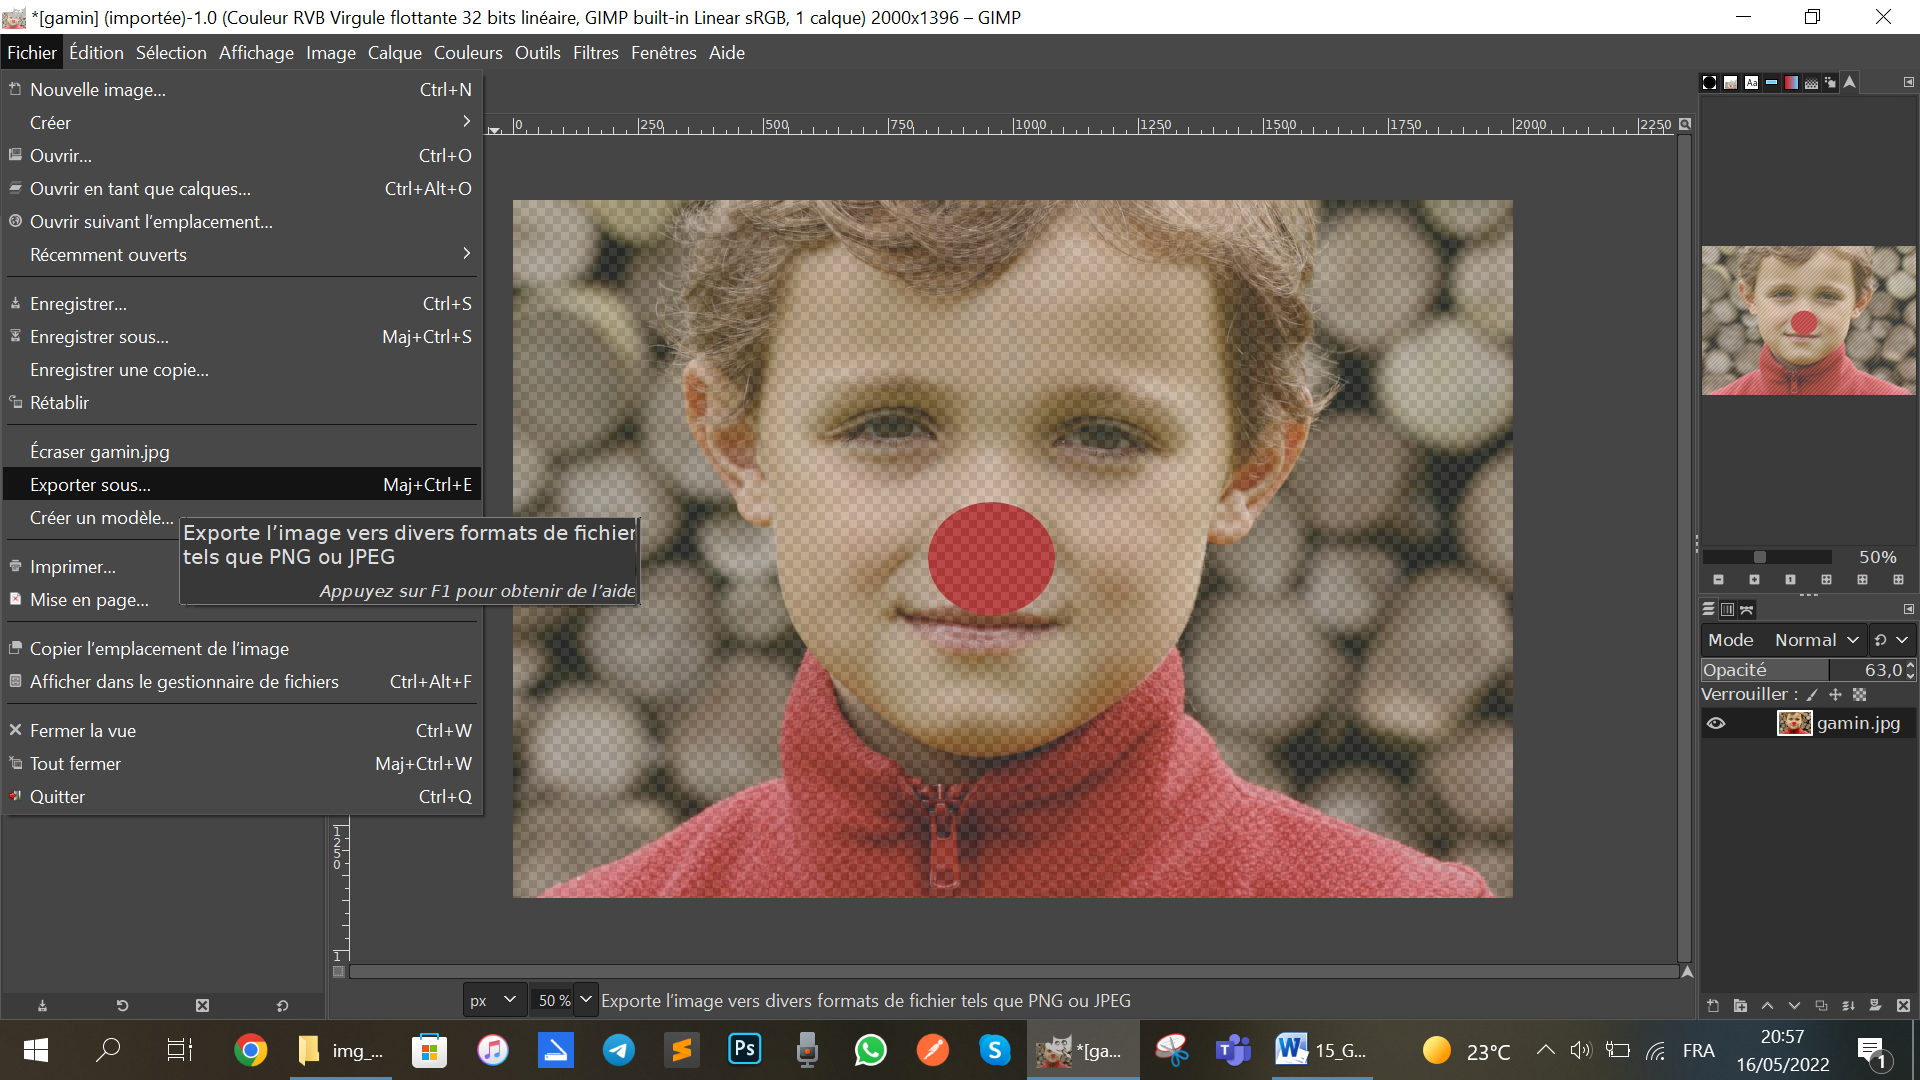 *[gamin] (importée)-1.0 (Couleur RVB Virgule flottante 32 bits linéaire, GIMP built-in Linear sRGB, 1 calque) 2000x1396 – GIMP
Fichier Édition Sélection Affichage Image Calque Couleurs Outils Filtres Fenêtres Aide
Nouvelle image... Ctrl+N
Créer
Ouvrir... Ctrl+O
Ouvrir en tant que calques... Ctrl+Alt+O
Ouvrir suivant l'emplacement...
Récemment ouverts
Enregistrer... Ctrl+S
Enregistrer sous... Maj+Ctrl+S
Enregistrer une copie...
Rétablir
Écraser gamin.jpg
Exporter sous... Maj+Ctrl+E
Créer un modèle...
Exporte l'image vers divers formats de fichier
tels que PNG ou JPEG
Appuyez sur F1 pour obtenir de l'aide
Imprimer...
Mise en page...
Copier l'emplacement de l'image
Afficher dans le gestionnaire de fichiers Ctrl+Alt+F
Fermer la vue Ctrl+W
Tout fermer Maj+Ctrl+W
Quitter Ctrl+Q
0 250 500 750 1000 1250 1500 1750 2000 2250
1250
1
Aa
50%
Mode Normal
Opacité 63,0
Verrouiller :
gamin.jpg
px 50 % Exporte l'image vers divers formats de fichier tels que PNG ou JPEG
img_...
Ps
*[ga...
15_G...
23°C
FRA
20:57
16/05/2022
1